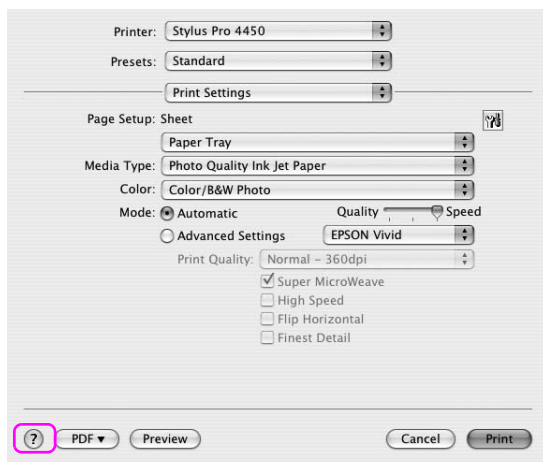 Printer: Stylus Pro 4450
Presets: Standard
Print Settings
Page Setup: Sheet
Paper Tray
Media Type: Photo Quality Ink Jet Paper
Color: Color/B&W Photo
Mode: Automatic Quality Speed
Advanced Settings EPSON Vivid
Print Quality: Normal – 360dpi
Super MicroWeave
High Speed
Flip Horizontal
Finest Detail
? PDF ▼ Preview Cancel Print